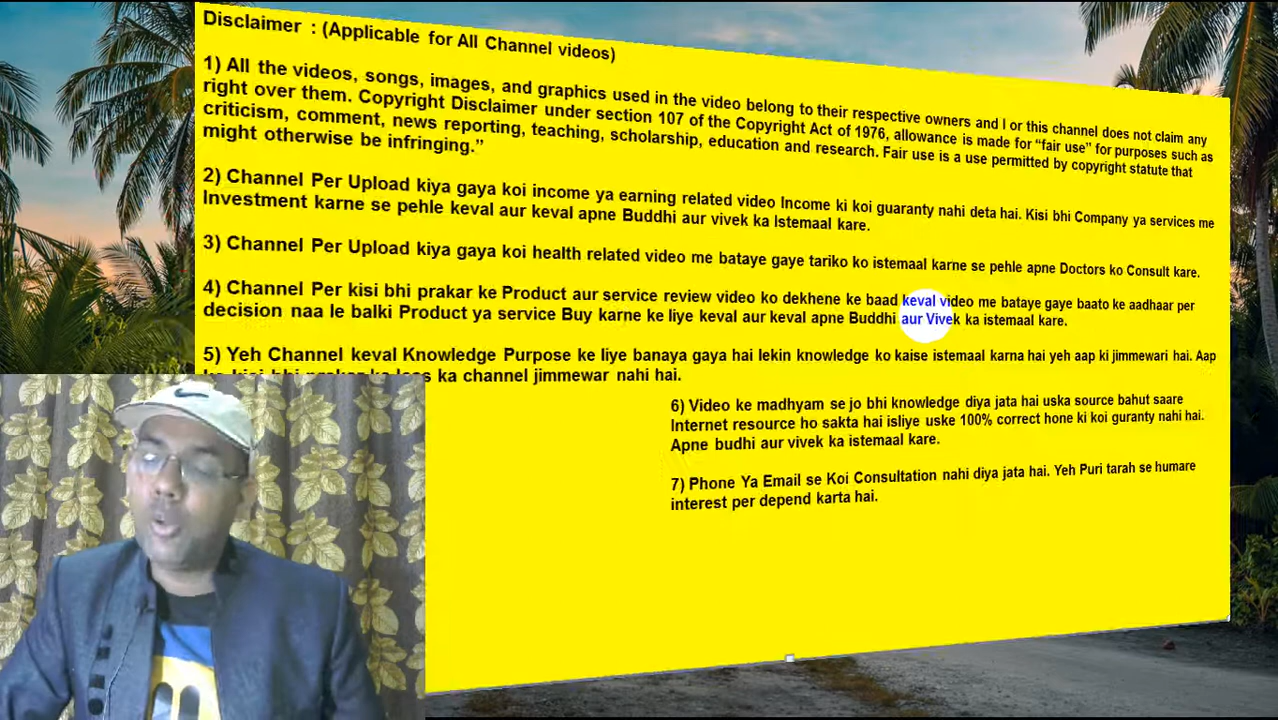 Disclaimer : (Applicable for All Channel videos)
1) All the videos, songs, images, and graphics used in the video belong to their respective owners and I or this channel does not claim any
right over them. Copyright Disclaimer under section 107 of the Copyright Act of 1976, allowance is made for “fair use” for purposes such as
criticism, comment, news reporting, teaching, scholarship, education and research. Fair use is a use permitted by copyright statute that
might otherwise be infringing.”
2) Channel Per Upload kiya gaya koi income ya earning related video Income ki koi guaranty nahi deta hai. Kisi bhi Company ya services me
Investment karne se pehle keval aur keval apne Buddhi aur vivek ka Istemaal kare.
3) Channel Per Upload kiya gaya koi health related video me bataye gaye tariko ko istemaal karne se pehle apne Doctors ko Consult kare.
4) Channel Per kisi bhi prakar ke Product aur service review video ko dekhene ke baad keval video me bataye gaye baato ke aadhaar per
decision naa le balki Product ya service Buy karne ke liye keval aur keval apne Buddhi aur Vivek ka istemaal kare.
5) Yeh Channel keval Knowledge Purpose ke liye banaya gaya hai lekin knowledge ko kaise istemaal karna hai yeh aap ki jimmewari hai. Aap
ka channel jimmewar nahi hai.
6) Video ke madhyam se jo bhi knowledge diya jata hai uska source bahut saare
Internet resource ho sakta hai isliye uske 100% correct hone ki koi guranty nahi hai.
Apne budhi aur vivek ka istemaal kare.
7) Phone Ya Email se Koi Consultation nahi diya jata hai. Yeh Puri tarah se humare
interest per depend karta hai.